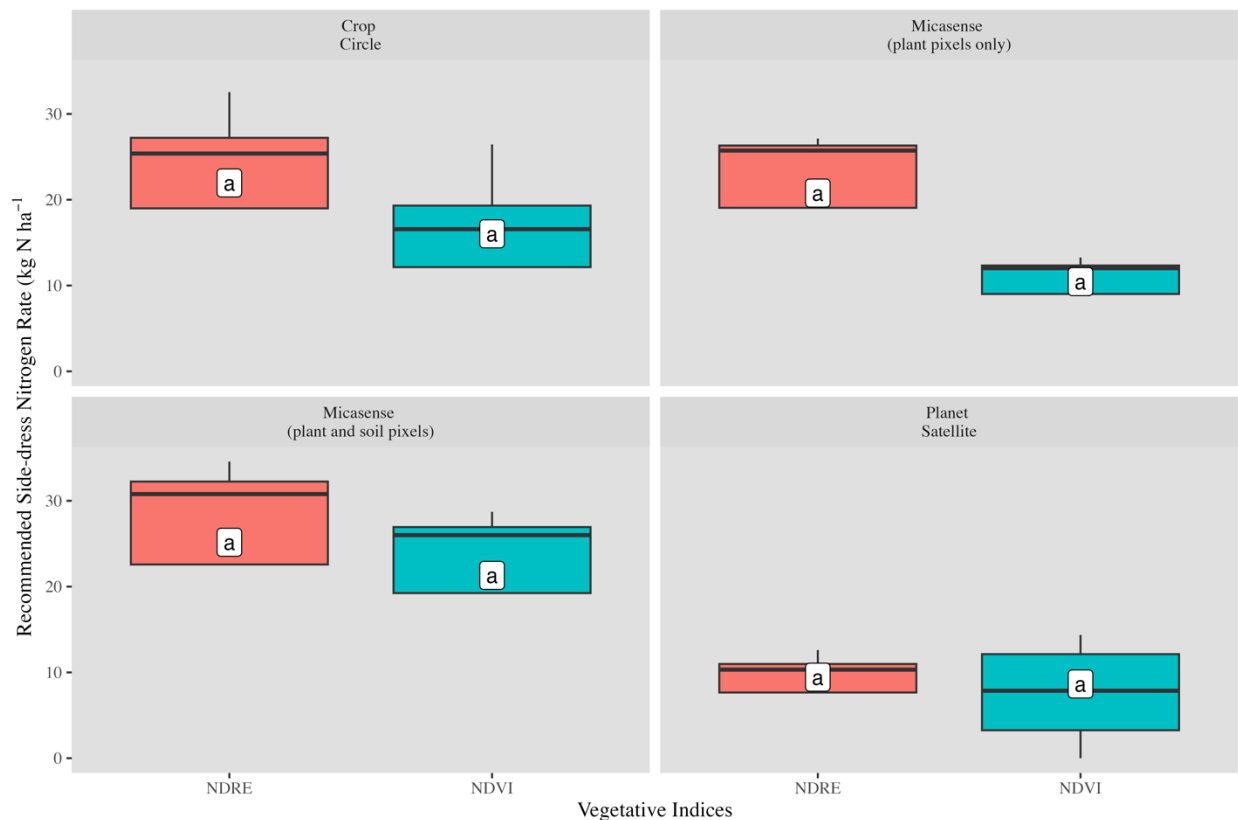 Crop
Circle
Micasense
(plant pixels only)
Recommended Side-dress Nitrogen Rate (kg N ha⁻¹
30
20
10
0
a
a
a
a
Micasense
(plant and soil pixels)
Planet
Satellite
30
20
10
0
a
a
a
a
NDRE
NDVI
NDRE
NDVI
Vegetative Indices